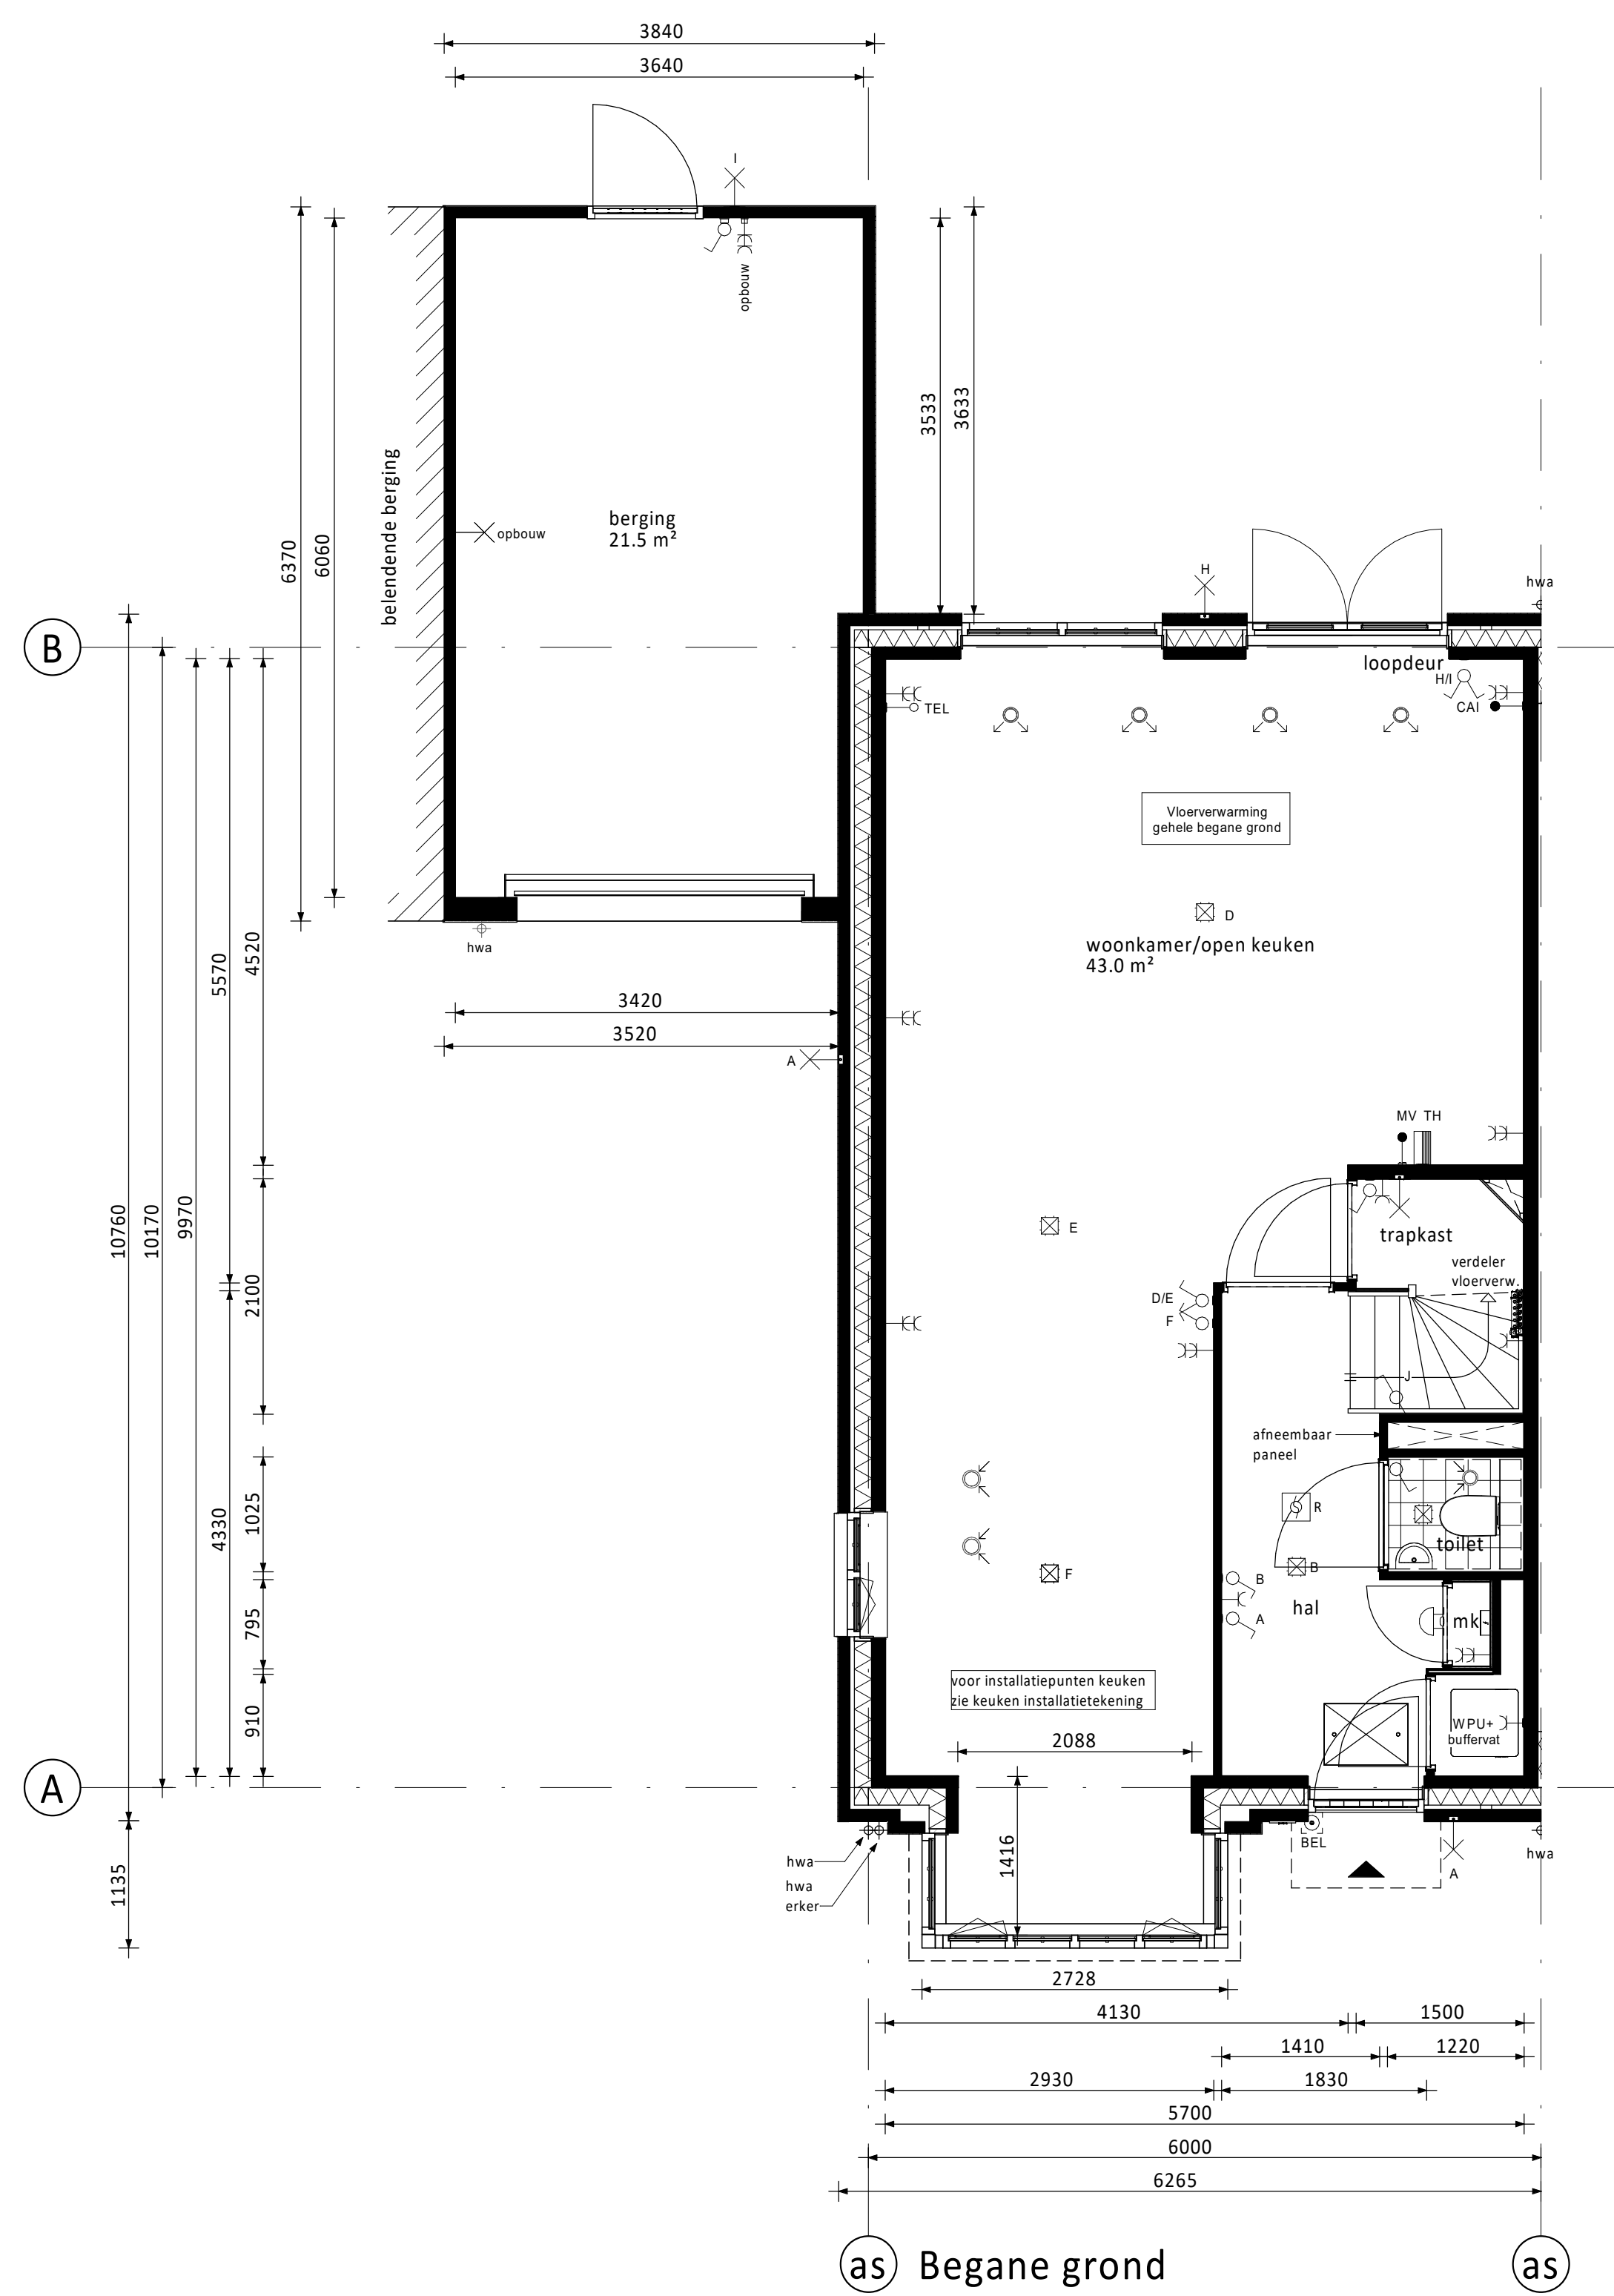 3840
3640
I
opbouw
3533
3633
belendende berging
6370
6060
berging
21.5 m²
opbouw
H
hwa
B
loopdeur
H/I
TEL
CAI
Vloerverwarming
gehele begane grond
D
woonkamer/open keuken
43.0 m²
hwa
4520
5570
3420
3520
A
MV TH
10760
10170
9970
E
trapkast
verdeler
vloerverw.
2100
D/E
F
J
afneembaar
paneel
1025
4330
R
toilet
F
B
B
A
hal
mk
795
voor installatiepunten keuken
zie keuken installatietekening
910
WPU+
buffervat
2088
A
1416
BEL
hwa
hwa
erker
hwa
A
1135
2728
4130
1500
1410
1220
2930
1830
5700
6000
6265
as
Begane grond
as